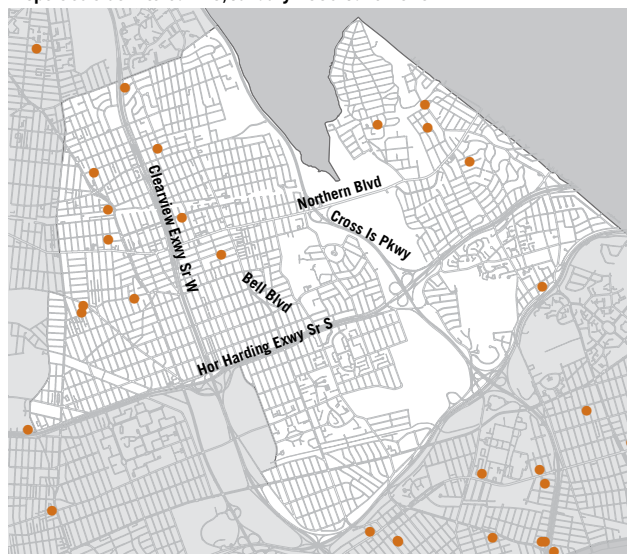 Clearview Exwy Sr W
Northern Blvd
Cross Is Pkwy
Bell Blvd
Hor Harding Exwy Sr S